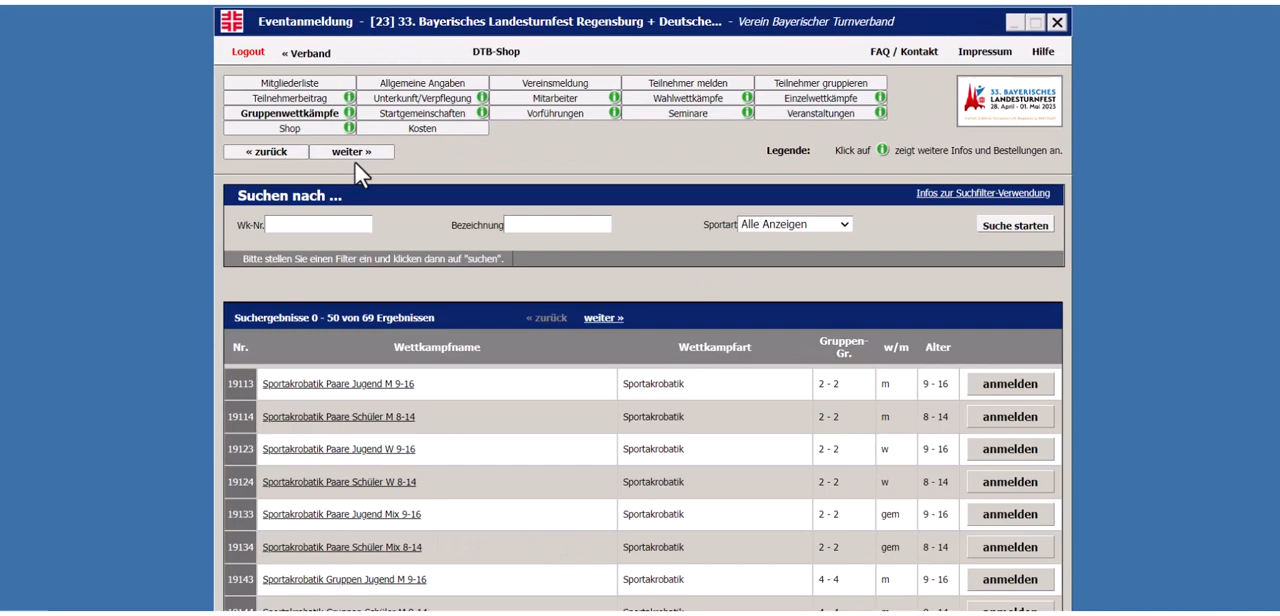 Eventanmeldung - [23] 33. Bayerisches Landesturnfest Regensburg + Deutsche... - Verein Bayerischer Turnverband
Logout « Verband DTB-Shop FAQ / Kontakt Impressum Hilfe
Mitgliederliste Allgemeine Angaben Vereinsmeldung Teilnehmer melden Teilnehmer gruppieren
Teilnehmerbeitrag Unterkunft/Verpflegung Mitarbeiter Wahlwettkämpfe Einzelwettkämpfe
Gruppenwettkämpfe Startgemeinschaften Vorführungen Seminare Veranstaltungen
Shop Kosten
33. BAYERISCHES
LANDESTURNFEST
28. April - 01. Mai 2023
« zurück weiter » Legende: Klick auf i zeigt weitere Infos und Bestellungen an.
Suchen nach ... Infos zur Suchfilter-Verwendung
Wk-Nr. Bezeichnung Sportart Alle Anzeigen Suche starten
Bitte stellen Sie einen Filter ein und klicken dann auf "suchen".
Suchergebnisse 0 - 50 von 69 Ergebnissen « zurück weiter »
Nr. Wettkampfname Wettkampfart Gruppen-Gr. w/m Alter
19113 Sportakrobatik Paare Jugend M 9-16 Sportakrobatik 2 - 2 m 9 - 16 anmelden
19114 Sportakrobatik Paare Schüler M 8-14 Sportakrobatik 2 - 2 m 8 - 14 anmelden
19123 Sportakrobatik Paare Jugend W 9-16 Sportakrobatik 2 - 2 w 9 - 16 anmelden
19124 Sportakrobatik Paare Schüler W 8-14 Sportakrobatik 2 - 2 w 8 - 14 anmelden
19133 Sportakrobatik Paare Jugend Mix 9-16 Sportakrobatik 2 - 2 gem 9 - 16 anmelden
19134 Sportakrobatik Paare Schüler Mix 8-14 Sportakrobatik 2 - 2 gem 8 - 14 anmelden
19143 Sportakrobatik Gruppen Jugend M 9-16 Sportakrobatik 4 - 4 m 9 - 16 anmelden